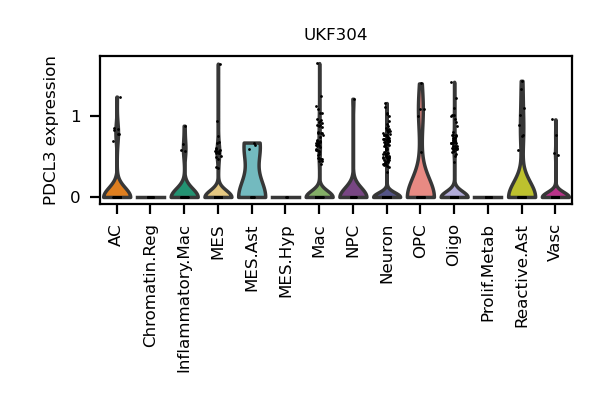 UKF304
PDCL3 expression
1
0
AC
Chromatin.Reg
Inflammatory.Mac
MES
MES.Ast
MES.Hyp
Mac
NPC
Neuron
OPC
Oligo
Prolif.Metab
Reactive.Ast
Vasc